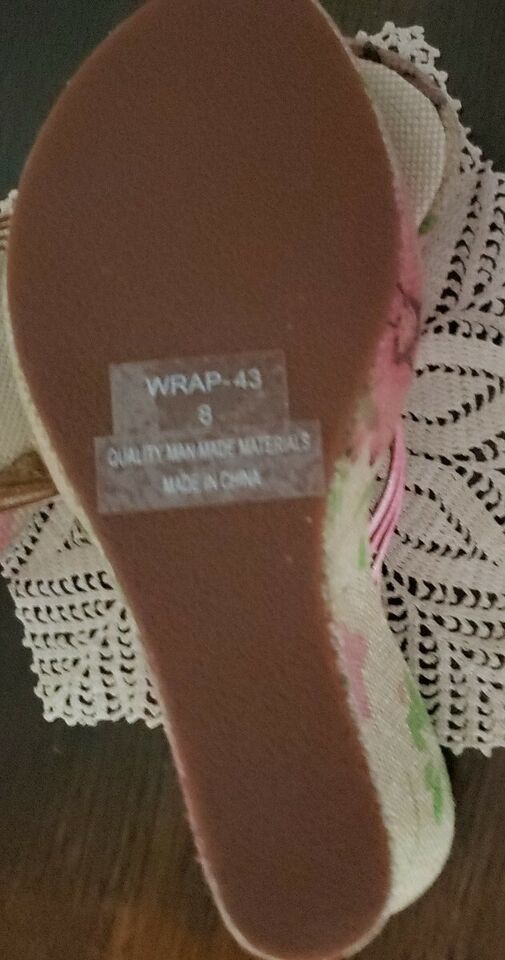 WRAP-43
8
QUALITY MAN MADE MATERIALS
MADE IN CHINA